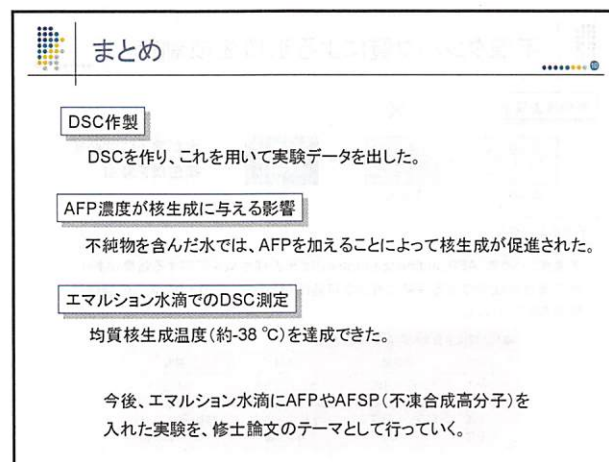 まとめ
DSC作製
DSCを作り、これを用いて実験データを出した。
AFP濃度が核生成に与える影響
不純物を含んだ水では、AFPを加えることによって核生成が促進された。
エマルション水滴でのDSC測定
均質核生成温度(約-38 ℃)を達成できた。
今後、エマルション水滴にAFPやAFSP(不凍合成高分子)を
入れた実験を、修士論文のテーマとして行っていく。